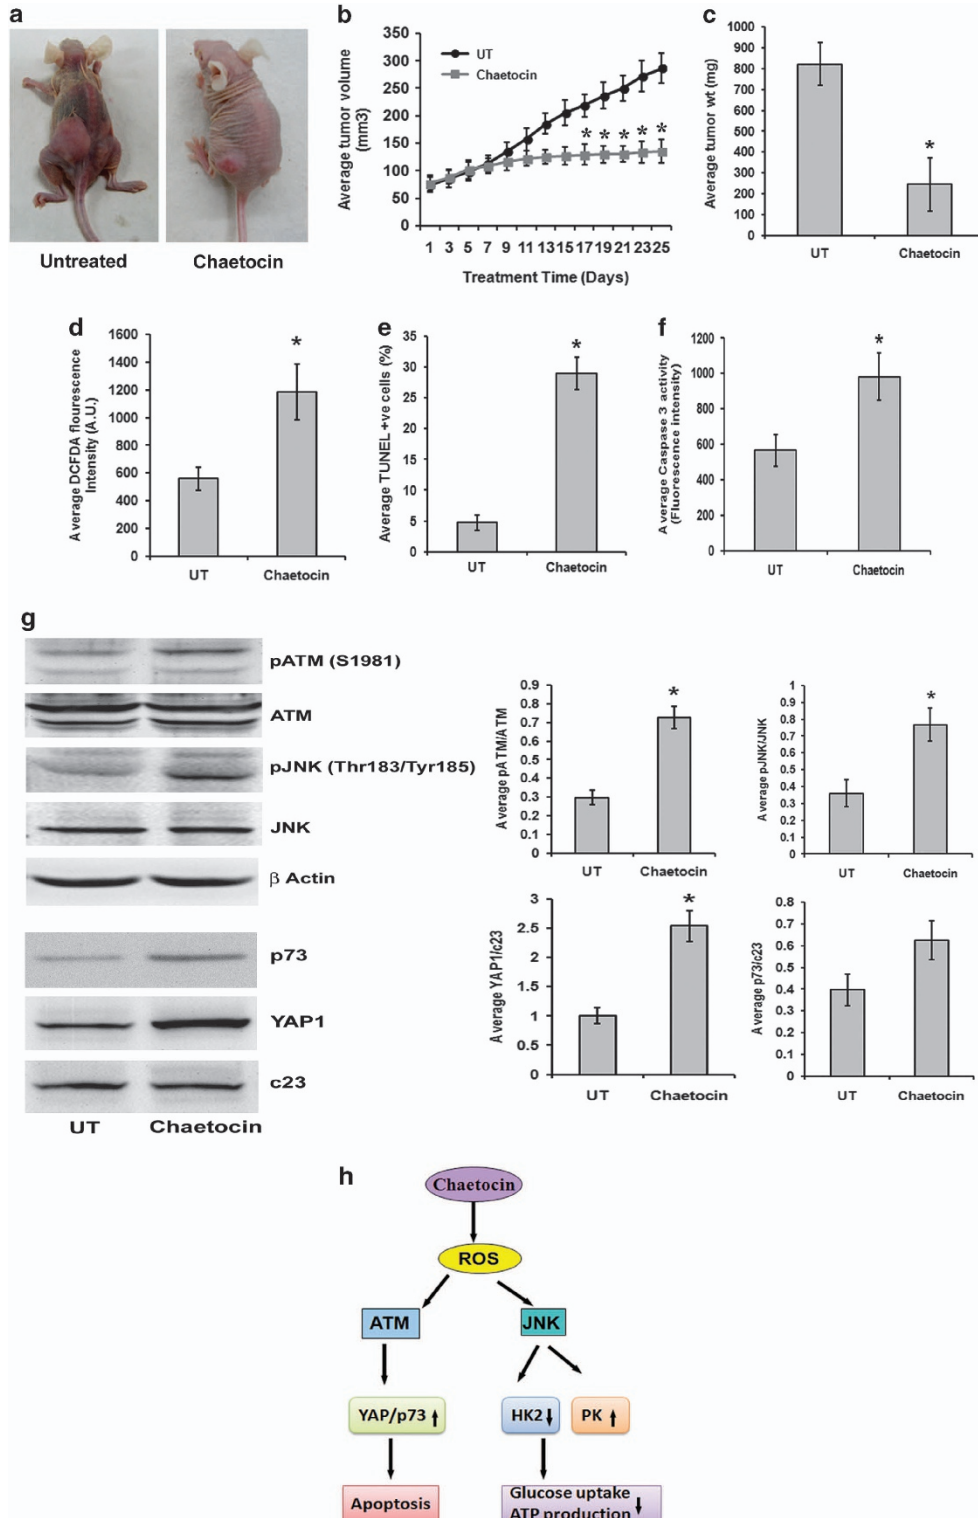 a
Untreated
Chaetocin
b
Average tumor volume
(mm3)
300
250
200
150
100
50
0
UT
Chaetocin
* * * * *
1 3 5 7 9 11 13 15 17 19 21 23 25
Treatment Time (Days)
c
Average tumor wt (mg)
1000
900
800
700
600
500
400
300
200
100
0
*
UT
Chaetocin
d
Average DCFDA flourescence
Intensity (A.U.)
1600
1400
1200
1000
800
600
400
200
0
*
UT
Chaetocin
e
Average TUNEL +ve cells (%)
35
30
25
20
15
10
5
0
*
UT
Chaetocin
f
Average Caspase 3 activity
(Fluorescence intensity)
1200
1000
800
600
400
200
0
*
UT
Chaetocin
g
pATM (S1981)
ATM
pJNK (Thr183/Tyr185)
JNK
β Actin
p73
YAP1
c23
UT
Chaetocin
Average pATM/ATM
0.9
0.8
0.7
0.6
0.5
0.4
0.3
0.2
0.1
0
*
UT
Chaetocin
Average pJNK/JNK
1
0.9
0.8
0.7
0.6
0.5
0.4
0.3
0.2
0.1
0
*
UT
Chaetocin
Average YAP1/c23
3
2.5
2
1.5
1
0.5
0
*
UT
Chaetocin
Average p73/c23
0.8
0.7
0.6
0.5
0.4
0.3
0.2
0.1
0
UT
Chaetocin
h
Chaetocin
ROS
ATM
JNK
YAP/p73
HK2
PK
Apoptosis
Glucose uptake
ATP production